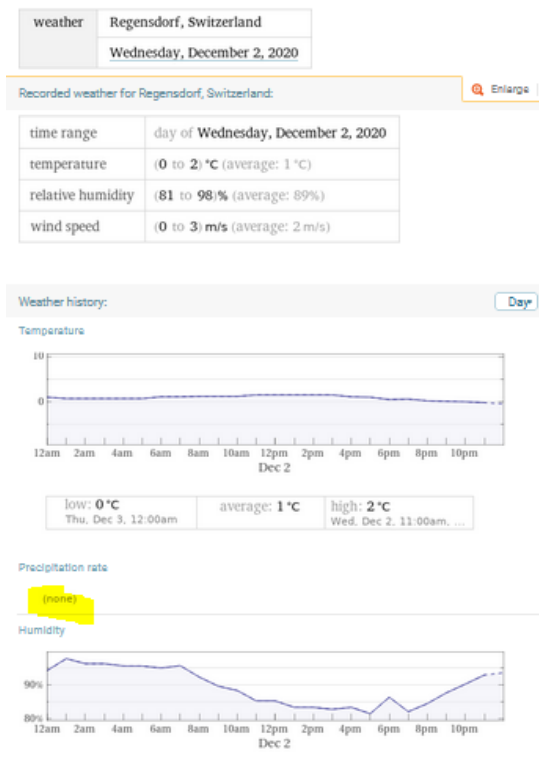 weather Regensdorf, Switzerland
Wednesday, December 2, 2020
Recorded weather for Regensdorf, Switzerland: Enlarge
time range day of Wednesday, December 2, 2020
temperature (0 to 2) °C (average: 1 °C)
relative humidity (81 to 98)% (average: 89%)
wind speed (0 to 3) m/s (average: 2 m/s)
Weather history: Day
Temperature
10
0
12am 2am 4am 6am 8am 10am 12pm 2pm 4pm 6pm 8pm 10pm
Dec 2
low: 0 °C average: 1 °C high: 2 °C
Thu, Dec 3, 12:00am Wed, Dec 2, 11:00am, ...
Precipitation rate
(none)
Humidity
90%
80%
12am 2am 4am 6am 8am 10am 12pm 2pm 4pm 6pm 8pm 10pm
Dec 2